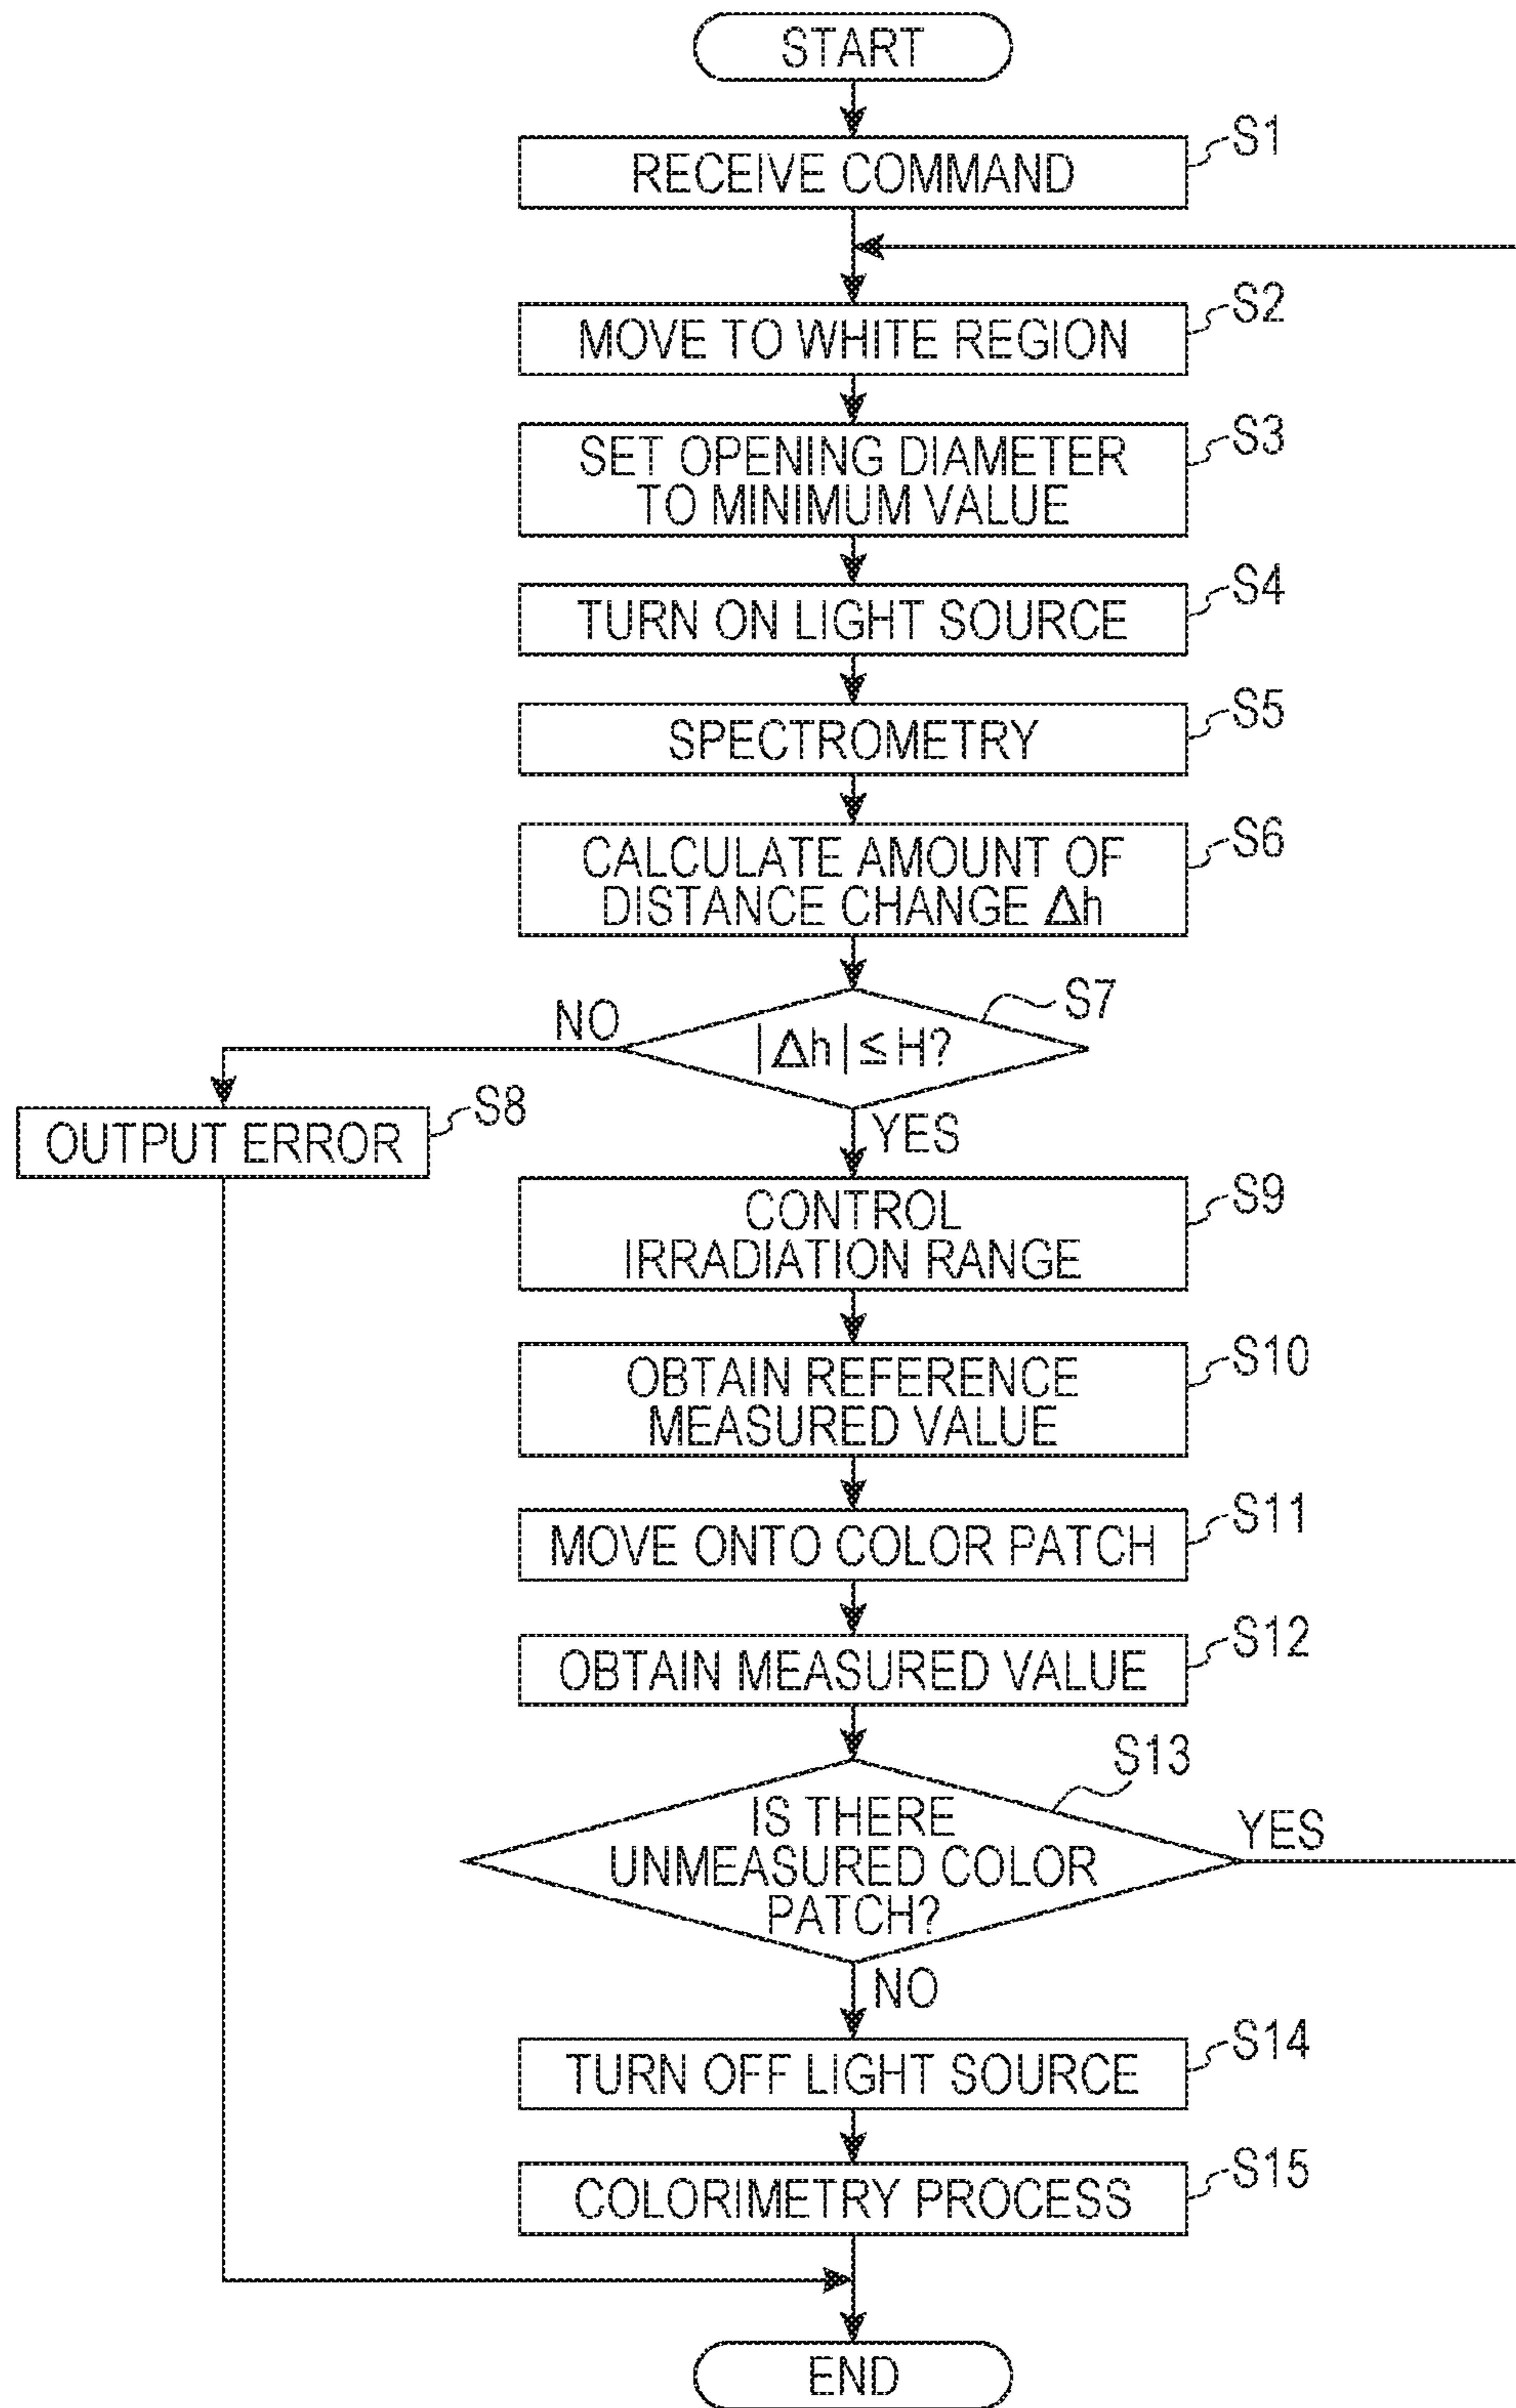 START
RECEIVE COMMAND
S1
MOVE TO WHITE REGION
S2
SET OPENING DIAMETER
TO MINIMUM VALUE
S3
TURN ON LIGHT SOURCE
S4
SPECTROMETRY
S5
CALCULATE AMOUNT OF
DISTANCE CHANGE Δh
S6
|Δh| ≤ H?
S7
NO
YES
OUTPUT ERROR
S8
CONTROL
IRRADIATION RANGE
S9
OBTAIN REFERENCE
MEASURED VALUE
S10
MOVE ONTO COLOR PATCH
S11
OBTAIN MEASURED VALUE
S12
IS THERE
UNMEASURED COLOR
PATCH?
S13
YES
NO
TURN OFF LIGHT SOURCE
S14
COLORIMETRY PROCESS
S15
END